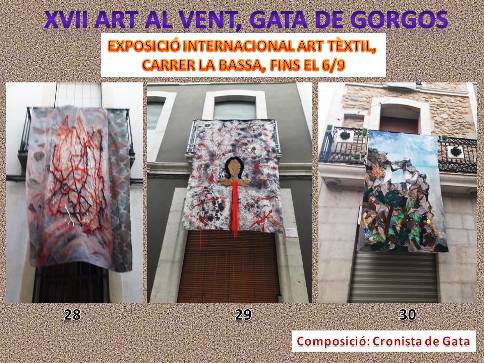 XVII ART AL VENT, GATA DE GORGOS
EXPOSICIÓ INTERNACIONAL ART TÈXTIL,
CARRER LA BASSA, FINS EL 6/9
28 29 30
Composició: Cronista de Gata